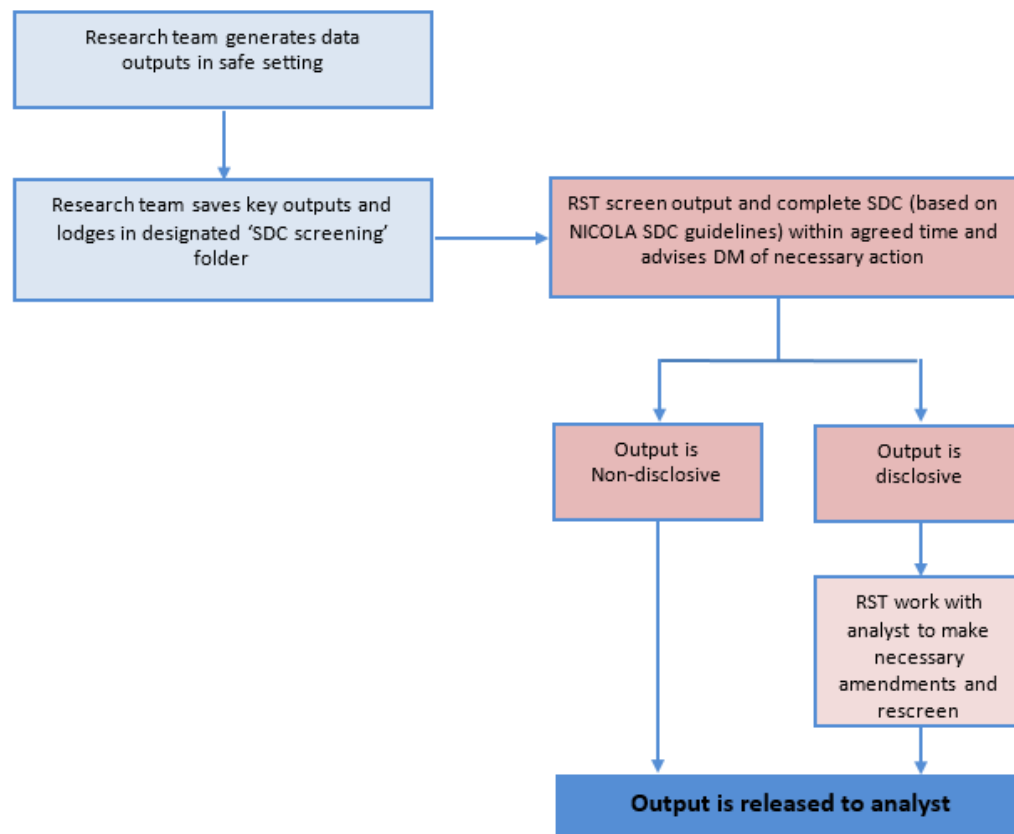 Research team generates data
outputs in safe setting
Research team saves key outputs and
lodges in designated ‘SDC screening’
folder
RST screen output and complete SDC (based on
NICOLA SDC guidelines) within agreed time and
advises DM of necessary action
Output is
Non-disclosive
Output is
disclosive
RST work with
analyst to make
necessary
amendments and
rescreen
Output is released to analyst